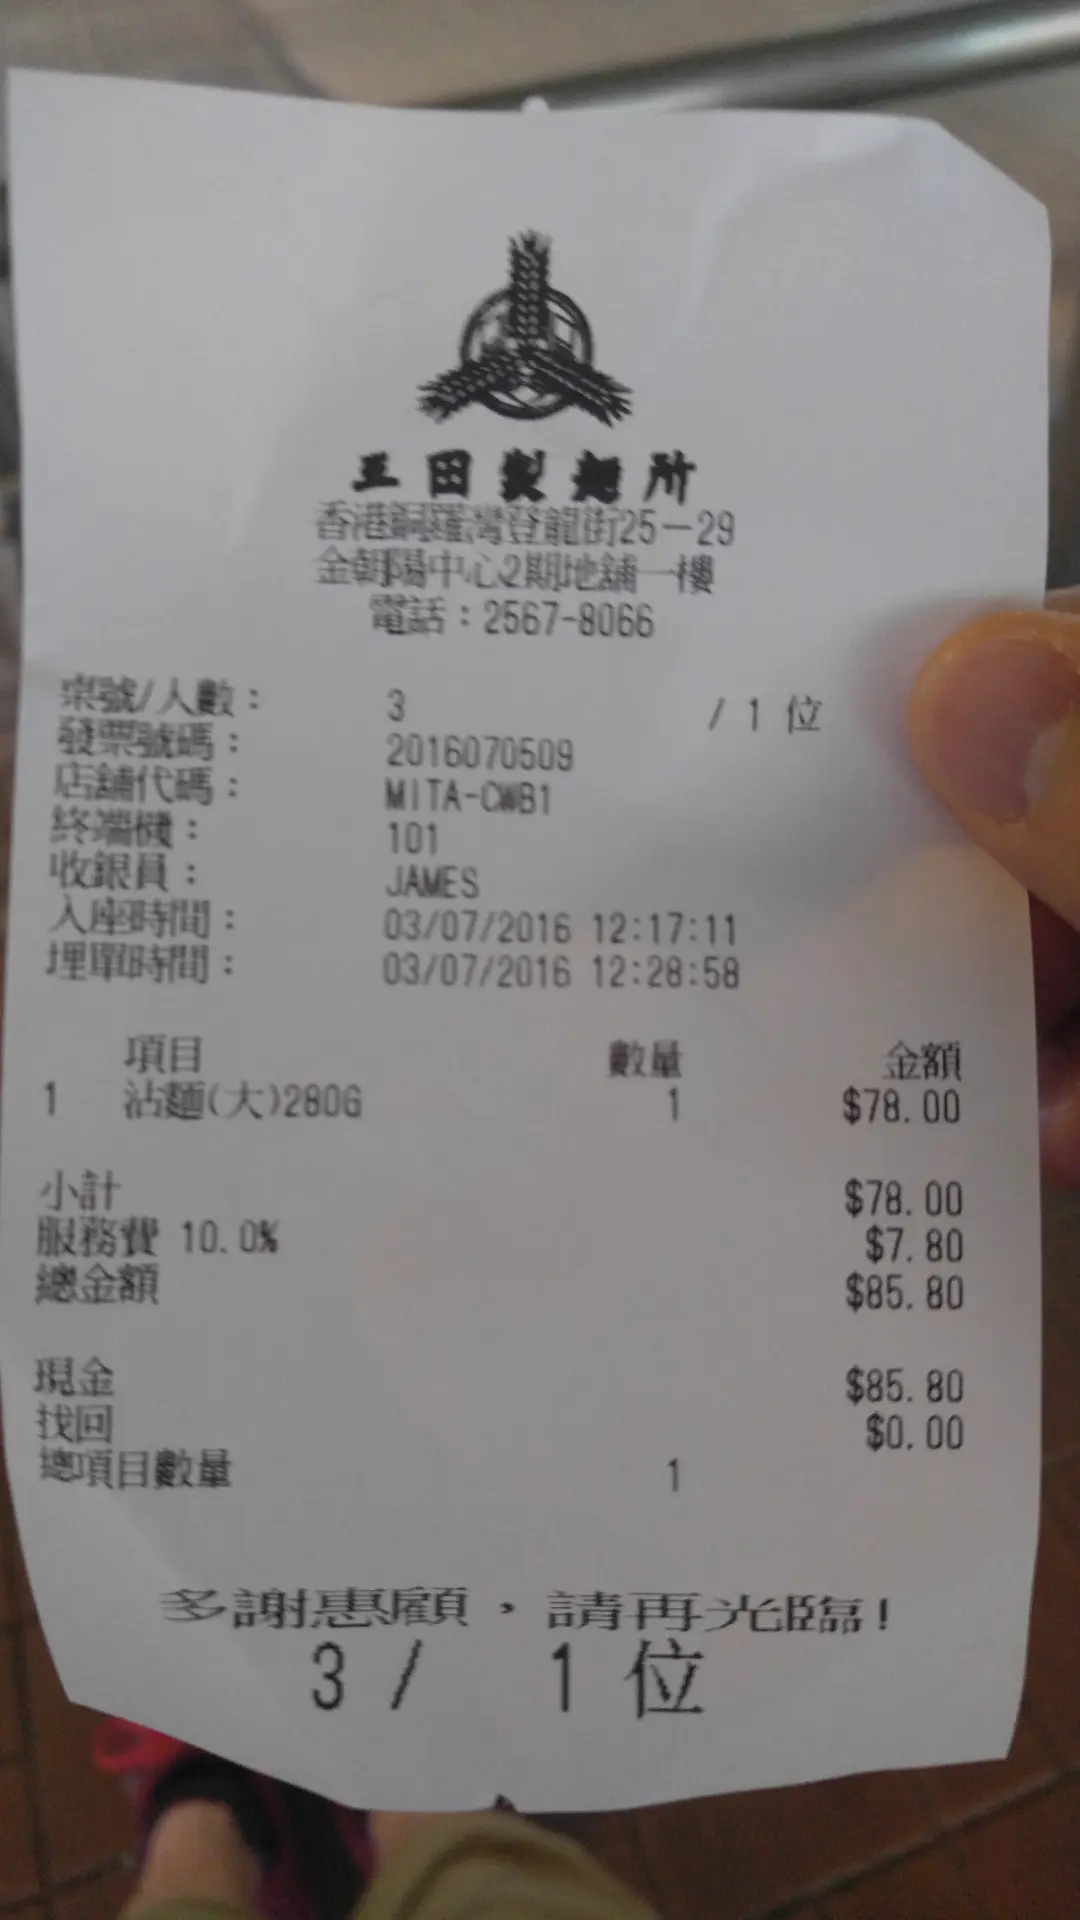 三田製麵所
香港銅鑼灣登龍街25-29
金朝陽中心2期地舖一樓
電話：2567-8066
枱號/人數： 3 / 1 位
發票號碼： 2016070509
店舖代碼： MITA-CWB1
終端機： 101
收銀員： JAMES
入座時間： 03/07/2016 12:17:11
埋單時間： 03/07/2016 12:28:58
項目 數量 金額
1 沾麵(大)280G 1 $78.00
小計 $78.00
服務費 10.0% $7.80
總金額 $85.80
現金 $85.80
找回 $0.00
總項目數量 1
多謝惠顧，請再光臨!
3 / 1 位